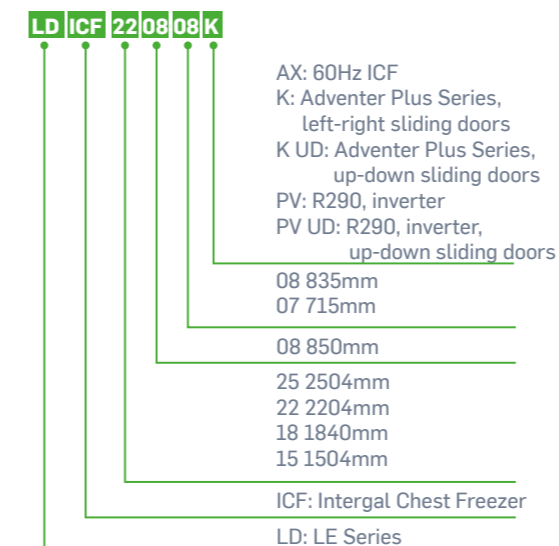 LD ICF 22 08 08 K
AX: 60Hz ICF
K: Adventer Plus Series,
left-right sliding doors
K UD: Adventer Plus Series,
up-down sliding doors
PV: R290, inverter
PV UD: R290, inverter,
up-down sliding doors
08 835mm
07 715mm
08 850mm
25 2504mm
22 2204mm
18 1840mm
15 1504mm
ICF: Intergal Chest Freezer
LD: LE Series